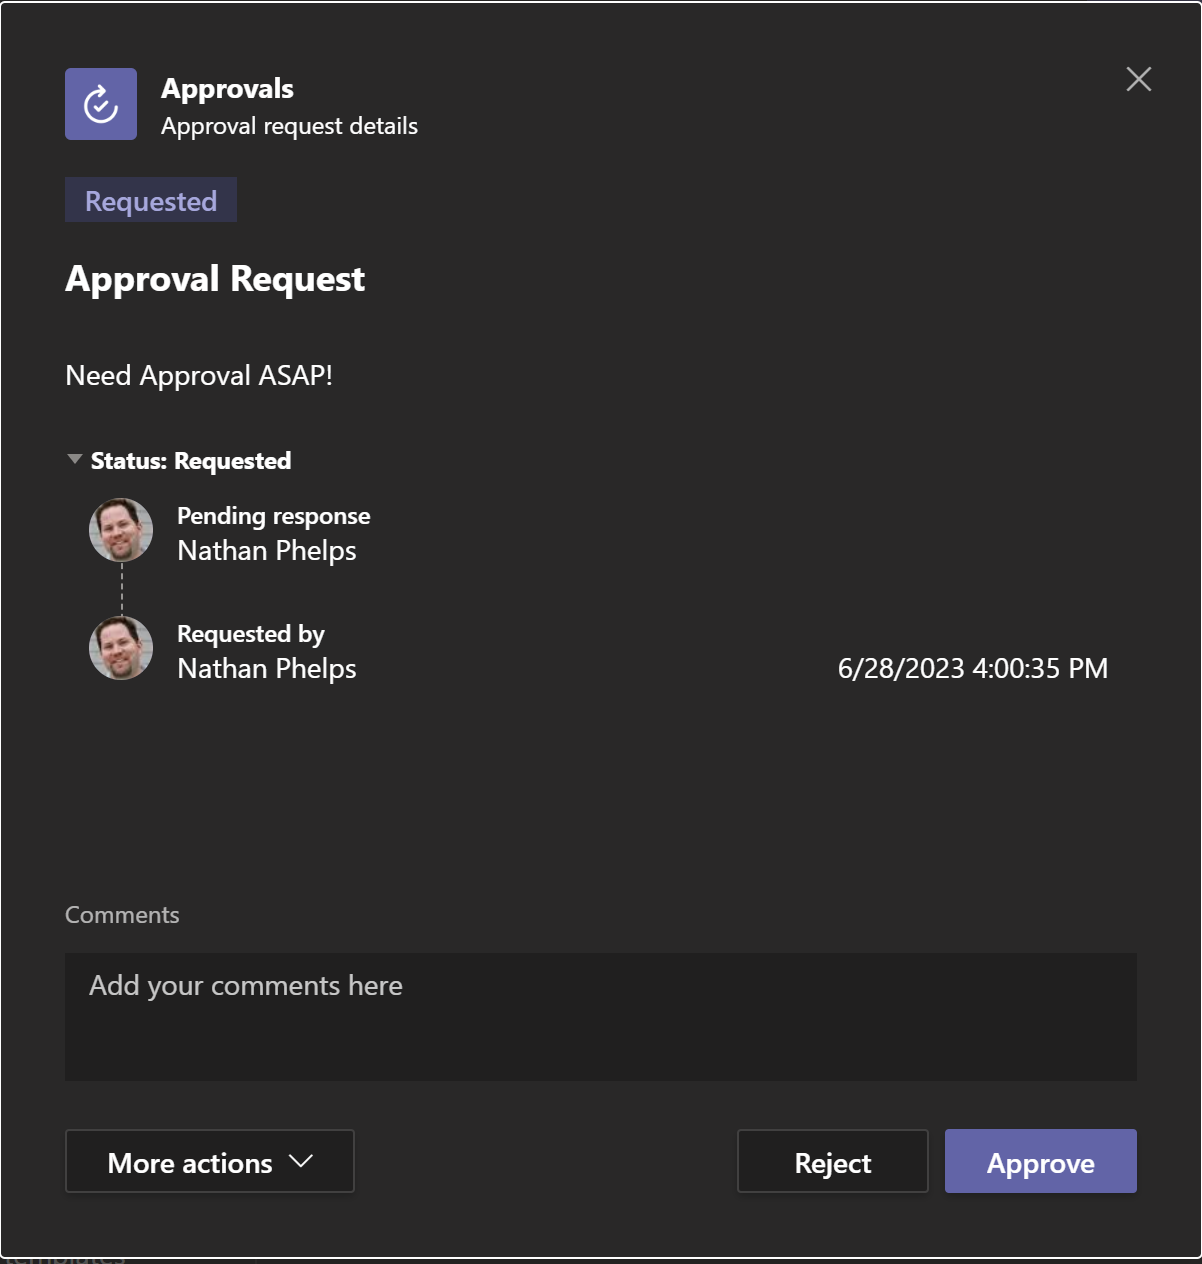 Approvals
Approval request details
Requested
Approval Request
Need Approval ASAP!
Status: Requested
Pending response
Nathan Phelps
Requested by
Nathan Phelps 6/28/2023 4:00:35 PM
Comments
Add your comments here
More actions Reject Approve
templates